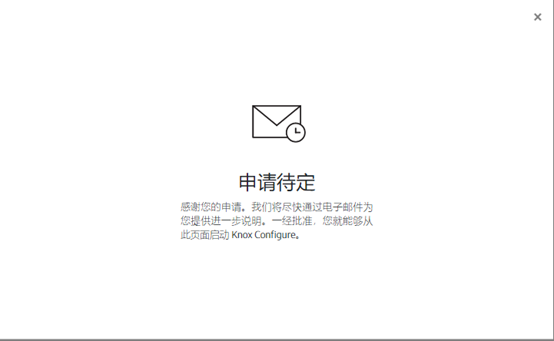 申请待定
感谢您的申请。我们将尽快通过电子邮件为
您提供进一步说明。一经批准，您就能够从
此页面启动 Knox Configure。